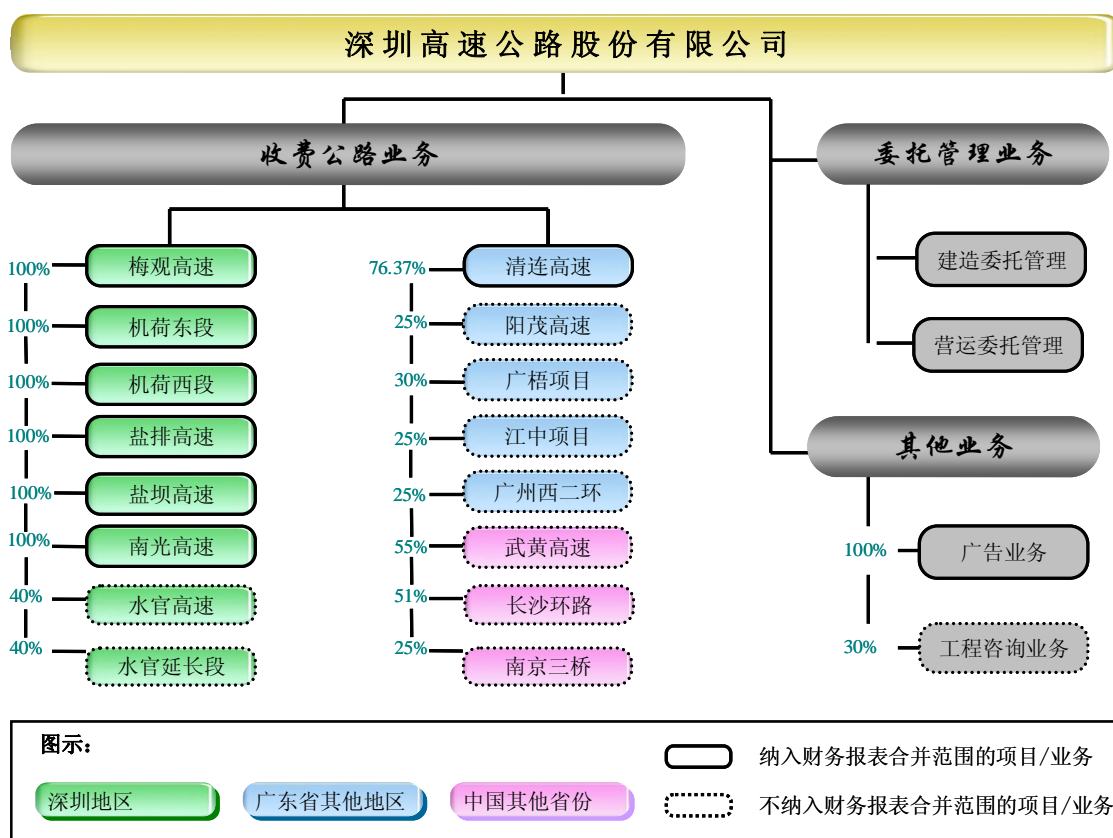 深圳高速公路股份有限公司
收费公路业务
委托管理业务
100% 梅观高速
100% 机荷东段
100% 机荷西段
100% 盐排高速
100% 盐坝高速
100% 南光高速
40% 水官高速
40% 水官延长段
76.37% 清连高速
25% 阳茂高速
30% 广梧项目
25% 江中项目
25% 广州西二环
55% 武黄高速
51% 长沙环路
25% 南京三桥
建造委托管理
营运委托管理
其他业务
100% 广告业务
30% 工程咨询业务
图示：
深圳地区
广东省其他地区
中国其他省份
纳入财务报表合并范围的项目/业务
不纳入财务报表合并范围的项目/业务